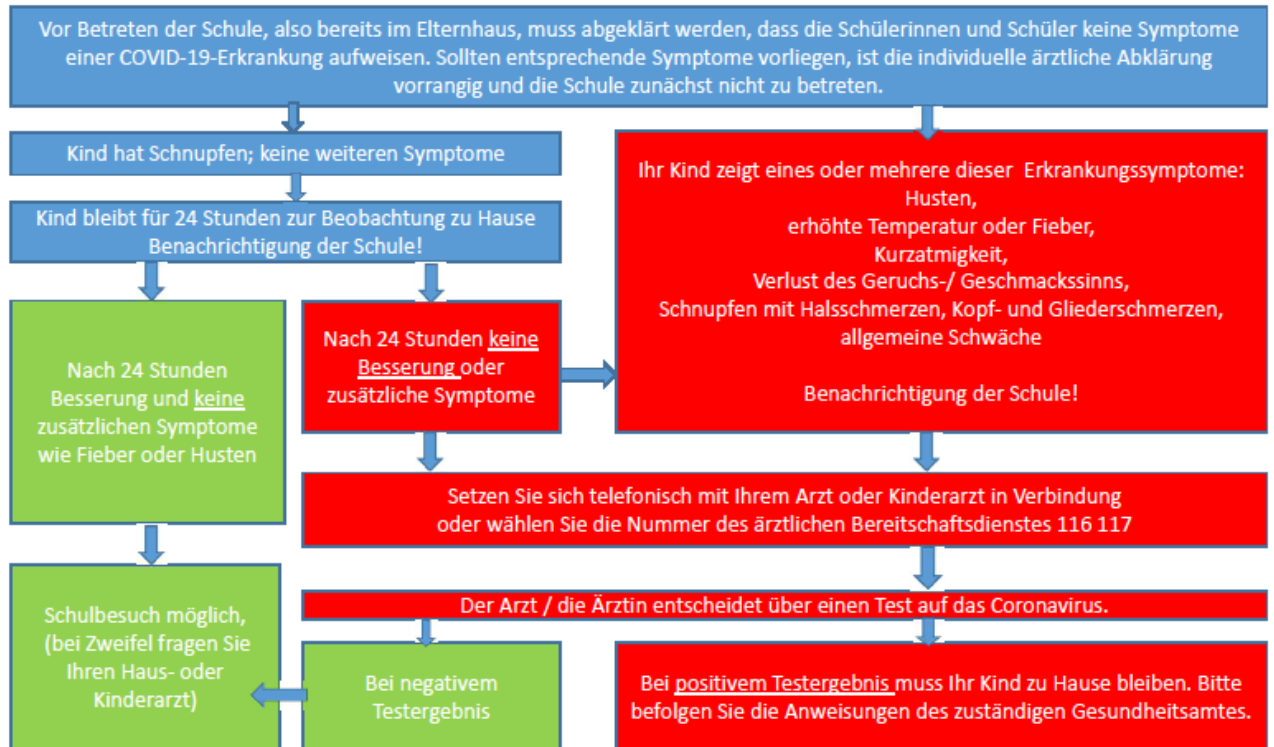 Vor Betreten der Schule, also bereits im Elternhaus, muss abgeklärt werden, dass die Schülerinnen und Schüler keine Symptome
einer COVID-19-Erkrankung aufweisen. Sollten entsprechende Symptome vorliegen, ist die individuelle ärztliche Abklärung
vorrangig und die Schule zunächst nicht zu betreten.
Kind hat Schnupfen; keine weiteren Symptome
Kind bleibt für 24 Stunden zur Beobachtung zu Hause
Benachrichtigung der Schule!
Nach 24 Stunden
Besserung und keine
zusätzlichen Symptome
wie Fieber oder Husten
Nach 24 Stunden keine
Besserung oder
zusätzliche Symptome
Ihr Kind zeigt eines oder mehrere dieser Erkrankungssymptome:
Husten,
erhöhte Temperatur oder Fieber,
Kurzatmigkeit,
Verlust des Geruchs-/ Geschmackssinns,
Schnupfen mit Halsschmerzen, Kopf- und Gliederschmerzen,
allgemeine Schwäche
Benachrichtigung der Schule!
Setzen Sie sich telefonisch mit Ihrem Arzt oder Kinderarzt in Verbindung
oder wählen Sie die Nummer des ärztlichen Bereitschaftsdienstes 116 117
Der Arzt / die Ärztin entscheidet über einen Test auf das Coronavirus.
Schulbesuch möglich,
(bei Zweifel fragen Sie
Ihren Haus- oder
Kinderarzt)
Bei negativem
Testergebnis
Bei positivem Testergebnis muss Ihr Kind zu Hause bleiben. Bitte
befolgen Sie die Anweisungen des zuständigen Gesundheitsamtes.